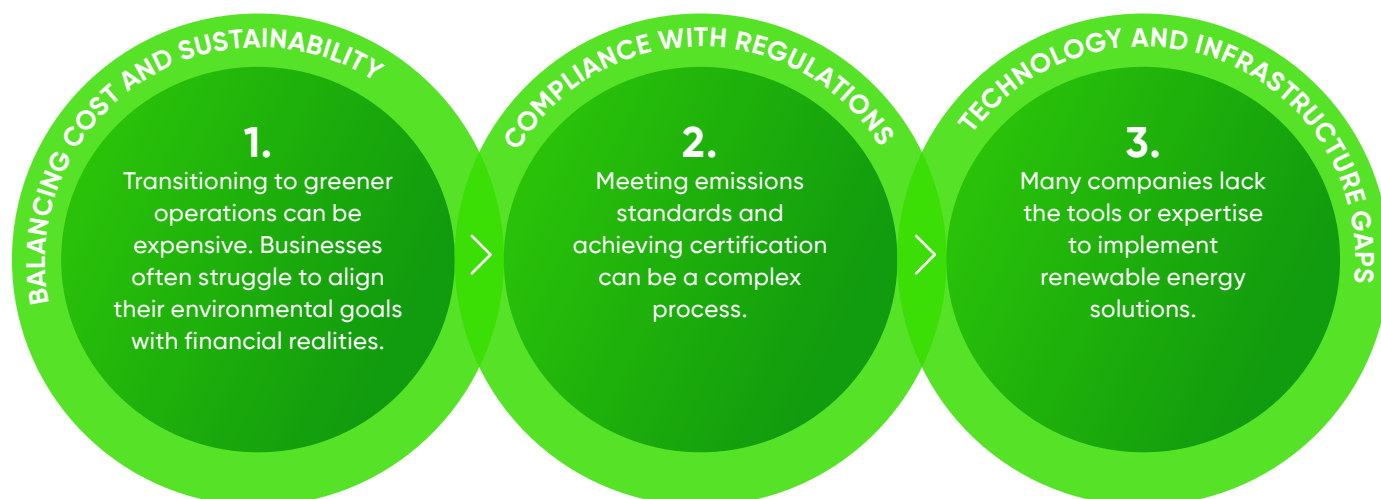 BALANCING COST AND SUSTAINABILITY
1.
Transitioning to greener
operations can be
expensive. Businesses
often struggle to align
their environmental goals
with financial realities.
COMPLIANCE WITH REGULATIONS
2.
Meeting emissions
standards and
achieving certification
can be a complex
process.
TECHNOLOGY AND INFRASTRUCTURE GAPS
3.
Many companies lack
the tools or expertise
to implement
renewable energy
solutions.